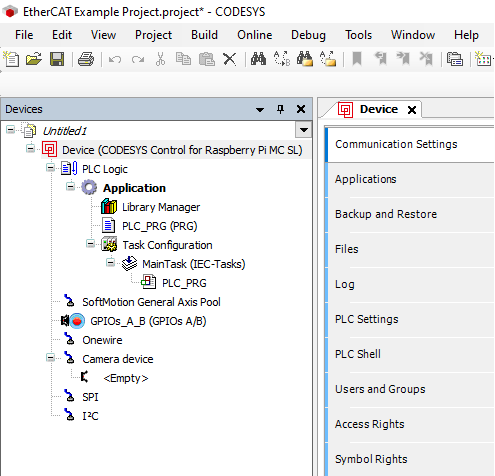 EtherCAT Example Project.project* - CODESYS
File Edit View Project Build Online Debug Tools Window Help
Devices
Device
Untitled1
Device (CODESYS Control for Raspberry Pi MC SL)
PLC Logic
Application
Library Manager
PLC_PRG (PRG)
Task Configuration
MainTask (IEC-Tasks)
PLC_PRG
SoftMotion General Axis Pool
GPIOs_A_B (GPIOs A/B)
Onewire
Camera device
<Empty>
SPI
I²C
Communication Settings
Applications
Backup and Restore
Files
Log
PLC Settings
PLC Shell
Users and Groups
Access Rights
Symbol Rights